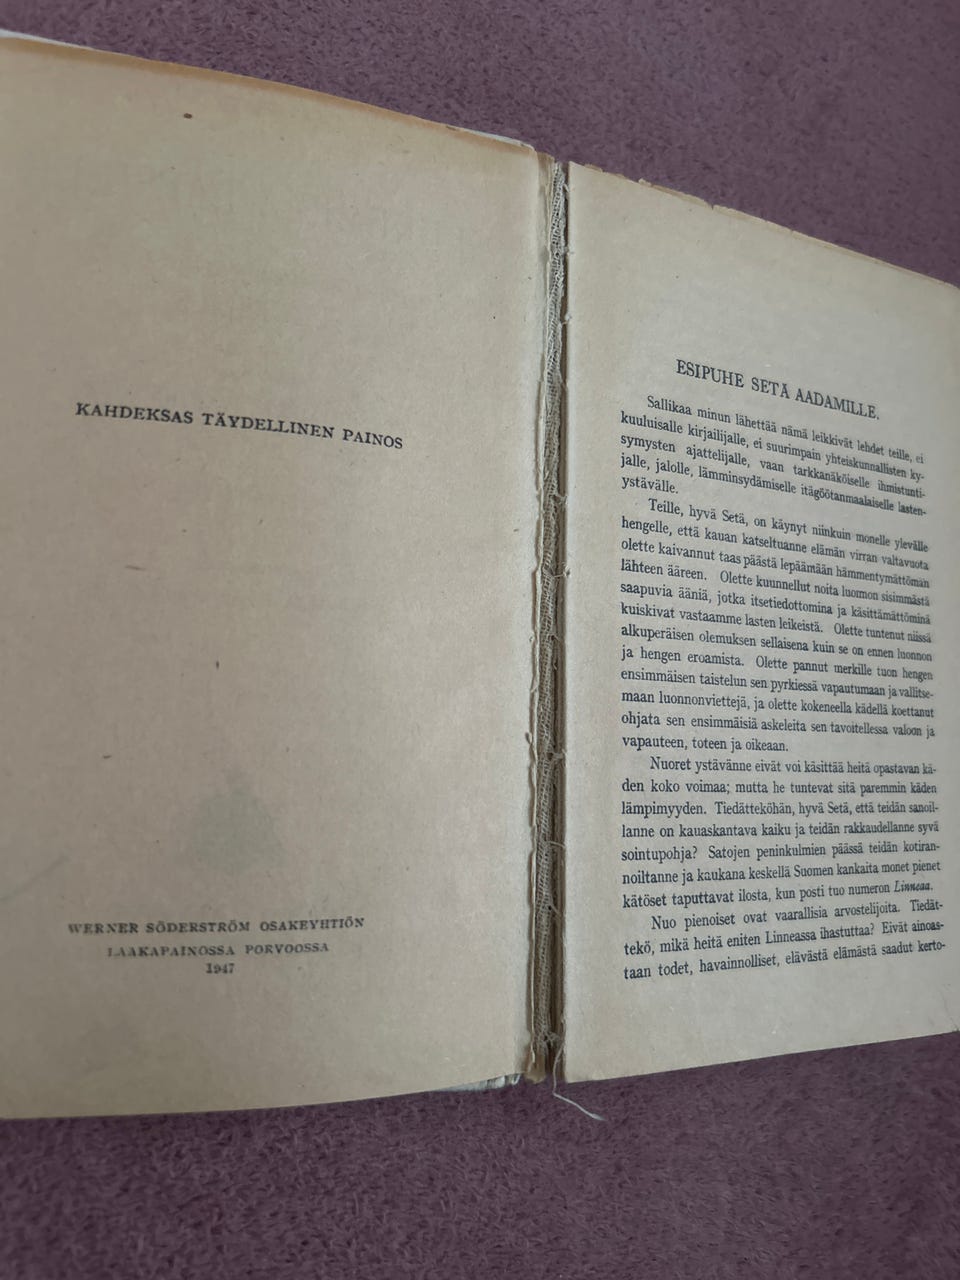 KAHDEKSAS TÄYDELLINEN PAINOS
WERNER SÖDERSTRÖM OSAKEYHTIÖN
LAAKAPAINOSSA PORVOOSSA
1947
ESIPUHE SETÄ AADAMILLE.
Sallikaa minun lähettää nämä leikkivät lehdet teille, ei
kuuluisalle kirjailijalle, ei suurimpain yhteiskunnallisten ky-
symysten ajattelijalle, vaan tarkkanäköiselle ihmistunti-
jalle, jalolle, lämminsydämiselle itägöötanmaalaiselle lasten-
ystävälle.
Teille, hyvä Setä, on käynyt niinkuin monelle ylevälle
hengelle, että kauan katseltuanne elämän virran valtavuota
olette kaivannut taas päästä lepäämään hämmentymättömän
lähteen ääreen. Olette kuunnellut noita luomon sisimmästä
saapuvia ääniä, jotka itsetiedottomina ja käsittämättöminä
kuiskivat vastaamme lasten leikeistä. Olette tuntenut niissä
alkuperäisen olemuksen sellaisena kuin se on ennen luonnon
ja hengen eroamista. Olette pannut merkille tuon hengen
ensimmäisen taistelun sen pyrkiessä vapautumaan ja vallitse-
maan luonnonviettejä, ja olette kokeneella kädellä koettanut
ohjata sen ensimmäisiä askeleita sen tavoitellessa valoon ja
vapauteen, toteen ja oikeaan.
Nuoret ystävänne eivät voi käsittää heitä opastavan kä-
den koko voimaa; mutta he tuntevat sitä paremmin käden
lämpimyyden. Tiedätteköhän, hyvä Setä, että teidän sanoil-
lanne on kauaskantava kaiku ja teidän rakkaudellanne syvä
sointupohja? Satojen peninkulmien päässä teidän kotiran-
noiltanne ja kaukana keskellä Suomen kankaita monet pienet
kätöset taputtavat ilosta, kun posti tuo numeron Linneaa.
Nuo pienoiset ovat vaarallisia arvostelijoita. Tiedät-
tekö, mikä heitä eniten Linneassa ihastuttaa? Eivät ainoas-
taan todet, havainnolliset, elävästä elämästä saadut kerto-